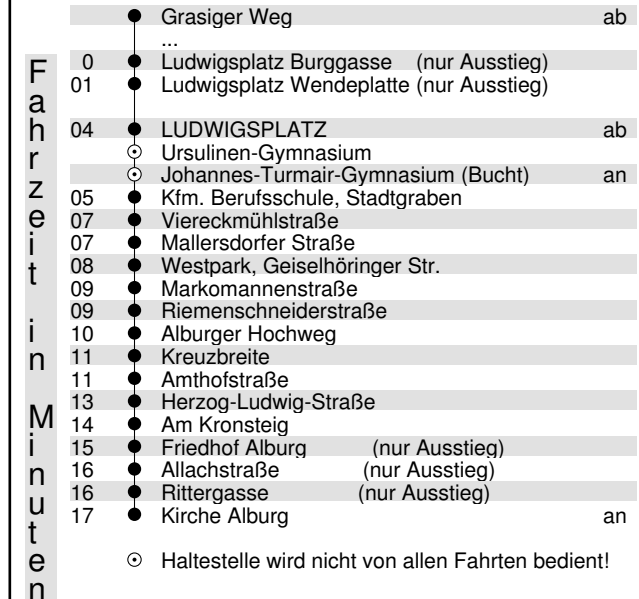 Grasiger Weg ab
...
0 Ludwigsplatz Burggasse (nur Ausstieg)
01 Ludwigsplatz Wendeplatte (nur Ausstieg)
04 LUDWIGSPLATZ ab
Ursulinen-Gymnasium
Johannes-Turmair-Gymnasium (Bucht) an
05 Kfm. Berufsschule, Stadtgraben
07 Viereckmühlstraße
07 Mallersdorfer Straße
08 Westpark, Geiselhöringer Str.
09 Markomannenstraße
09 Riemenschneiderstraße
10 Alburger Hochweg
11 Kreuzbreite
11 Amthofstraße
13 Herzog-Ludwig-Straße
14 Am Kronsteig
15 Friedhof Alburg (nur Ausstieg)
16 Allachstraße (nur Ausstieg)
16 Rittergasse (nur Ausstieg)
17 Kirche Alburg an
Haltestelle wird nicht von allen Fahrten bedient!
Fahrzeit in Minuten